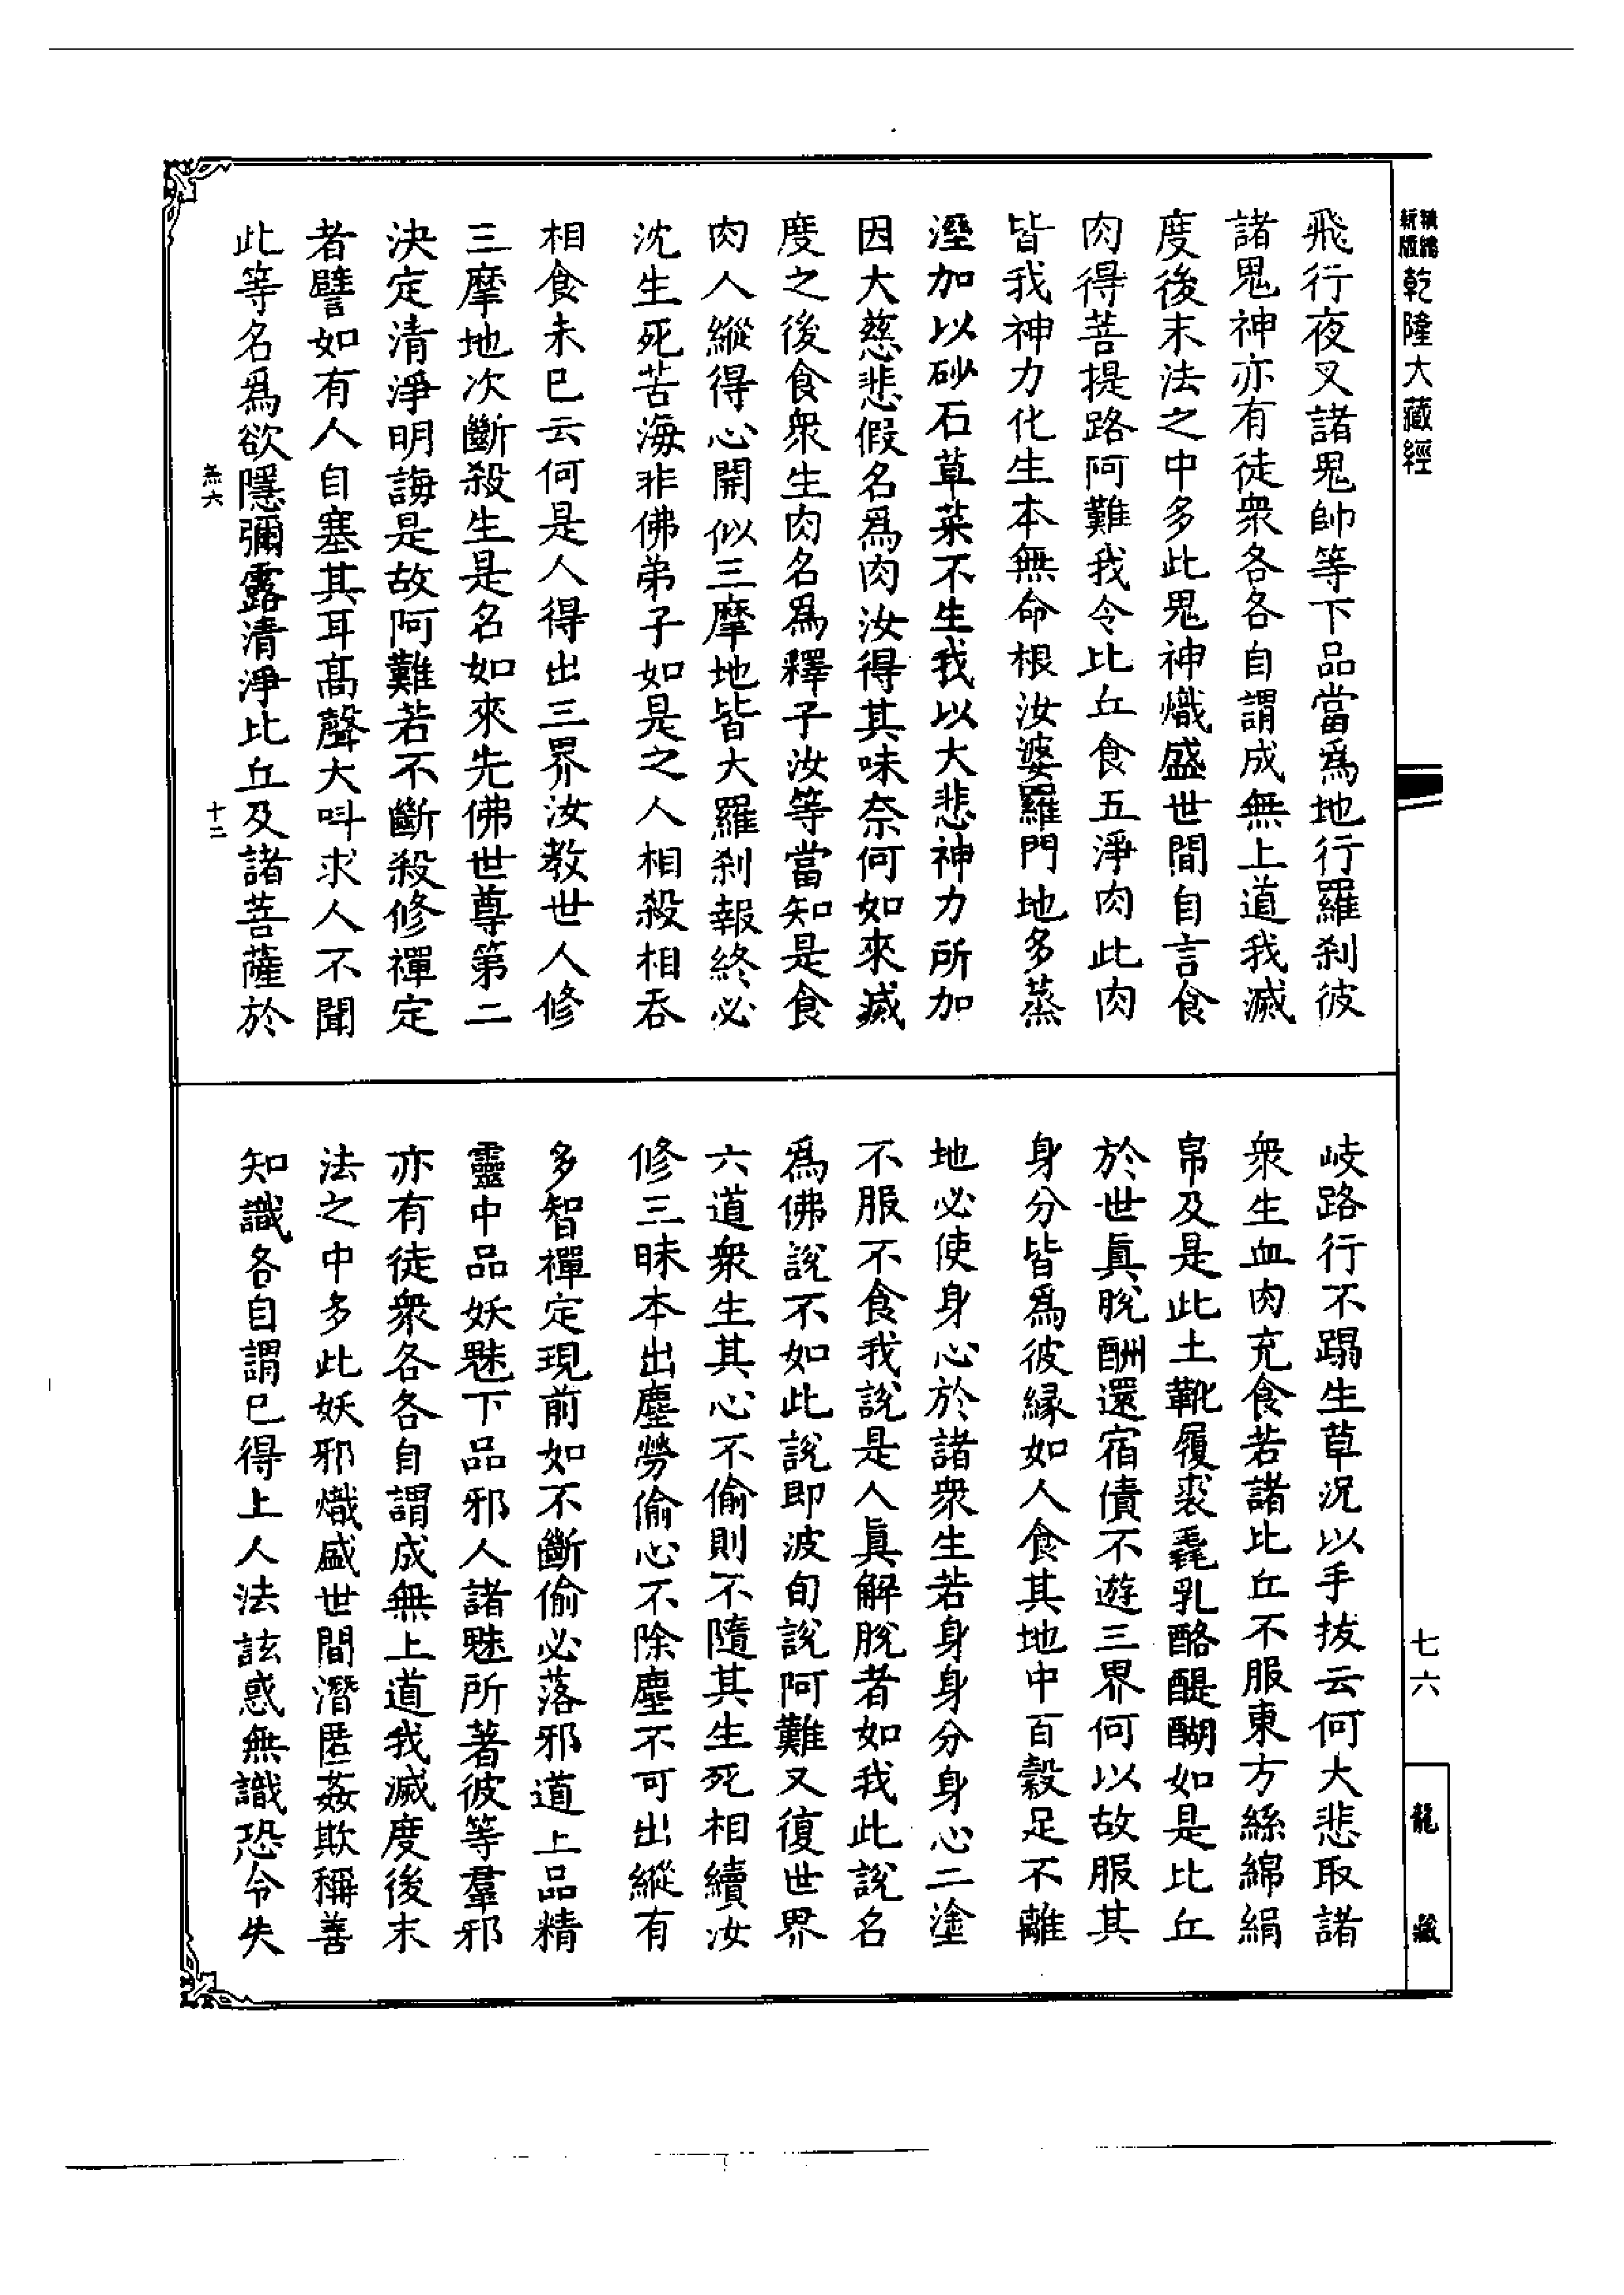 新版精縮乾隆大藏經
七六
龍藏
飛行夜叉諸鬼帥等下品當爲地行羅刹彼
諸鬼神亦有徒衆各各自謂成無上道我滅
度後末法之中多此鬼神熾盛世間自言食
肉得菩提路阿難我令比丘食五淨肉此肉
皆我神力化生本無命根汝婆羅門地多蒸
溼加以砂石草菜不生我以大悲神力所加
因大慈悲假名爲肉汝得其味奈何如來滅
度之後食衆生肉名爲釋子汝等當知是食
肉人縱得心開似三摩地皆大羅刹報終必
沈生死苦海非佛弟子如是之人相殺相吞
相食未已云何是人得出三界汝教世人修
三摩地次斷殺生是名如來先佛世尊第二
決定清淨明誨是故阿難若不斷殺修禪定
者譬如有人自塞其耳高聲大呌求人不聞
此等名爲欲隱彌露清淨比丘及諸菩薩於
無六
十二
岐路行不蹋生草況以手拔云何大悲取諸
衆生血肉充食若諸比丘不服東方絲綿絹
帛及是此土靴履裘毳乳酪醍醐如是比丘
於世眞脫酬還宿債不遊三界何以故服其
身分皆爲彼緣如人食其地中百穀足不離
地必使身心於諸衆生若身身分身心二塗
不服不食我說是人眞解脫者如我此說名
爲佛說不如此說即波旬說阿難又復世界
六道衆生其心不偷則不隨其生死相續汝
修三昧本出塵勞偷心不除塵不可出縱有
多智禪定現前如不斷偷必落邪道上品精
靈中品妖魅下品邪人諸魅所著彼等羣邪
亦有徒衆各各自謂成無上道我滅度後末
法之中多此妖邪熾盛世間潛匿姦欺稱善
知識各自謂已得上人法詃惑無識恐令失